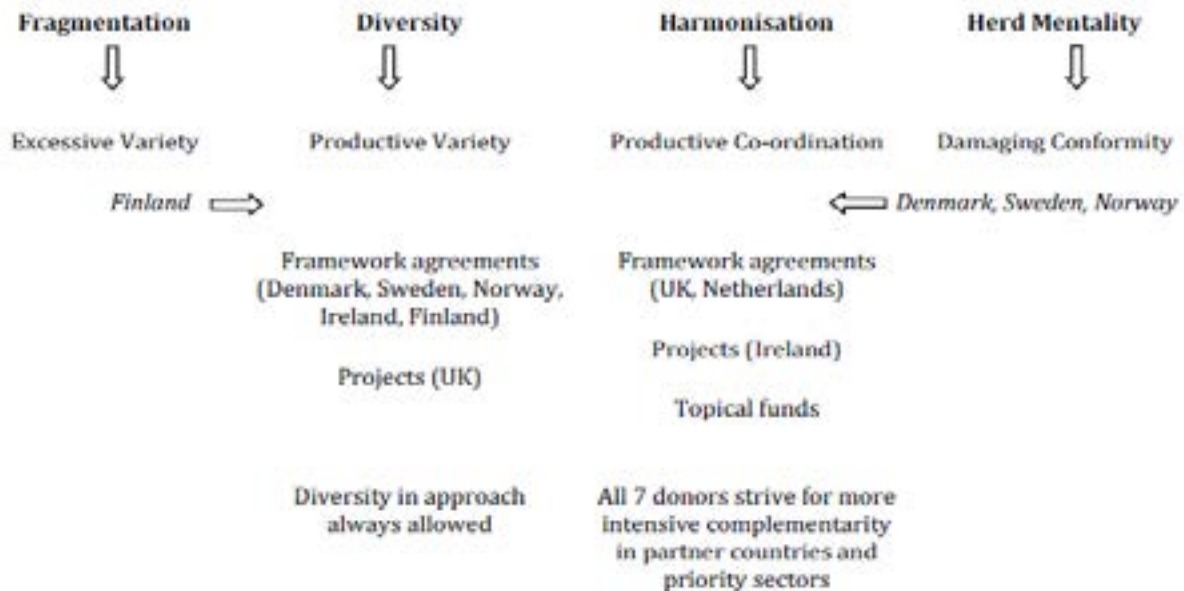 Fragmentation Diversity Harmonisation Herd Mentality
Excessive Variety Productive Variety Productive Co-ordination Damaging Conformity
Finland Denmark, Sweden, Norway
Framework agreements
(Denmark, Sweden, Norway,
Ireland, Finland)
Projects (UK)
Framework agreements
(UK, Netherlands)
Projects (Ireland)
Topical funds
Diversity in approach
always allowed
All 7 donors strive for more
intensive complementarity
in partner countries and
priority sectors